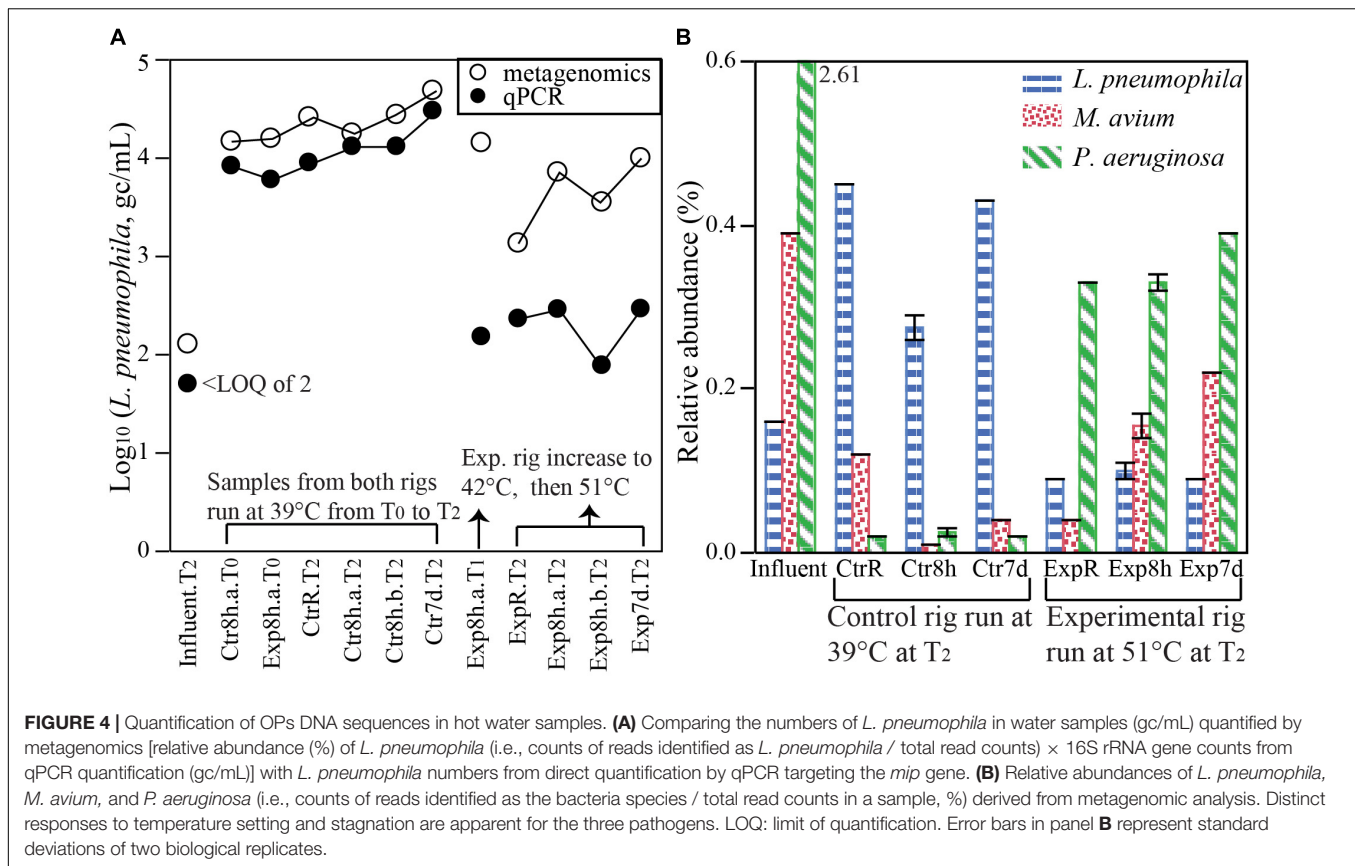 A
Log10 (L. pneumophila, gc/mL)
5
4
3
2
1
0
metagenomics
qPCR
<LOQ of 2
Samples from both rigs
run at 39°C from T0 to T2
Exp. rig increase to
42°C, then 51°C
Influent.T2
Ctr8h.a.T0
Exp8h.a.T0
CtrR.T2
Ctr8h.a.T2
Ctr8h.b.T2
Ctr7d.T2
Exp8h.a.T1
ExpR.T2
Exp8h.a.T2
Exp8h.b.T2
Exp7d.T2
B
Relative abundance (%)
0.6
0.4
0.2
0.0
2.61
L. pneumophila
M. avium
P. aeruginosa
Influent CtrR Ctr8h Ctr7d ExpR Exp8h Exp7d
Control rig run at
39°C at T2
Experimental rig
run at 51°C at T2
FIGURE 4 | Quantification of OPs DNA sequences in hot water samples. (A) Comparing the numbers of L. pneumophila in water samples (gc/mL) quantified by
metagenomics [relative abundance (%) of L. pneumophila (i.e., counts of reads identified as L. pneumophila / total read counts) × 16S rRNA gene counts from
qPCR quantification (gc/mL)] with L. pneumophila numbers from direct quantification by qPCR targeting the mip gene. (B) Relative abundances of L. pneumophila,
M. avium, and P. aeruginosa (i.e., counts of reads identified as the bacteria species / total read counts in a sample, %) derived from metagenomic analysis. Distinct
responses to temperature setting and stagnation are apparent for the three pathogens. LOQ: limit of quantification. Error bars in panel B represent standard
deviations of two biological replicates.